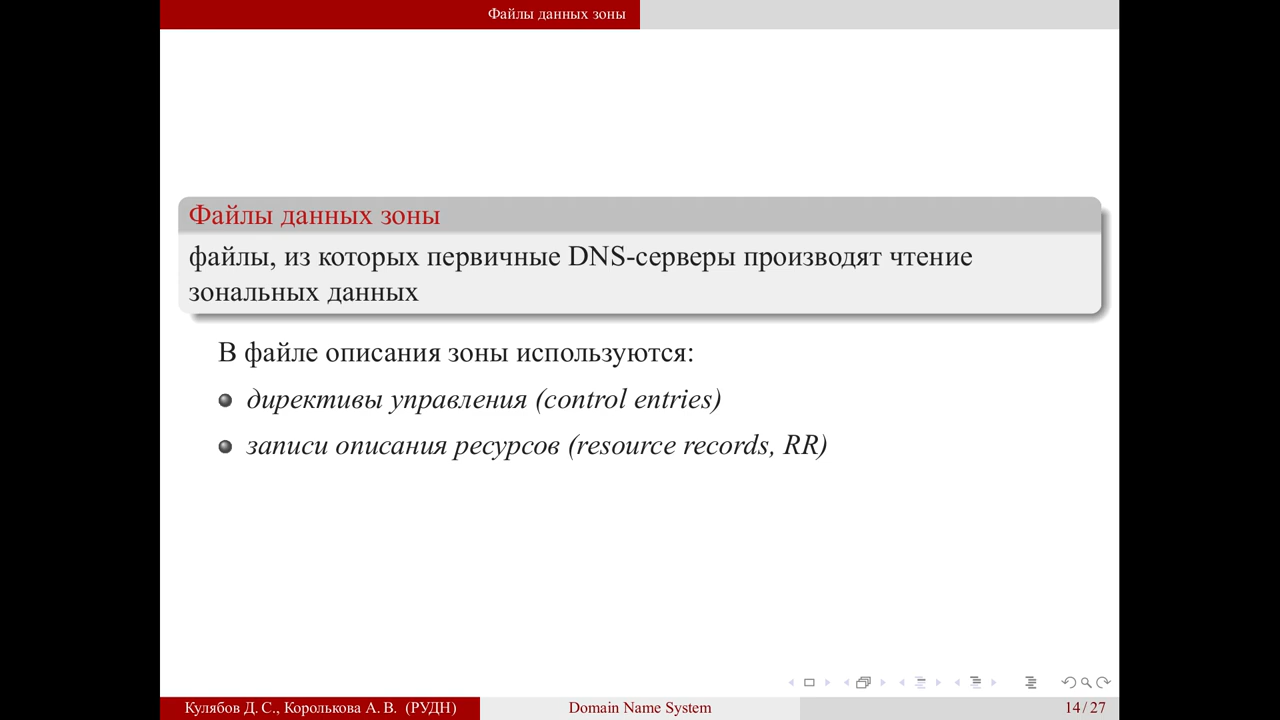 Файлы данных зоны
Файлы данных зоны
файлы, из которых первичные DNS-серверы производят чтение
зональных данных
В файле описания зоны используются:
директивы управления (control entries)
записи описания ресурсов (resource records, RR)
Кулябов Д. С., Королькова А. В. (РУДН)
Domain Name System
14 / 27